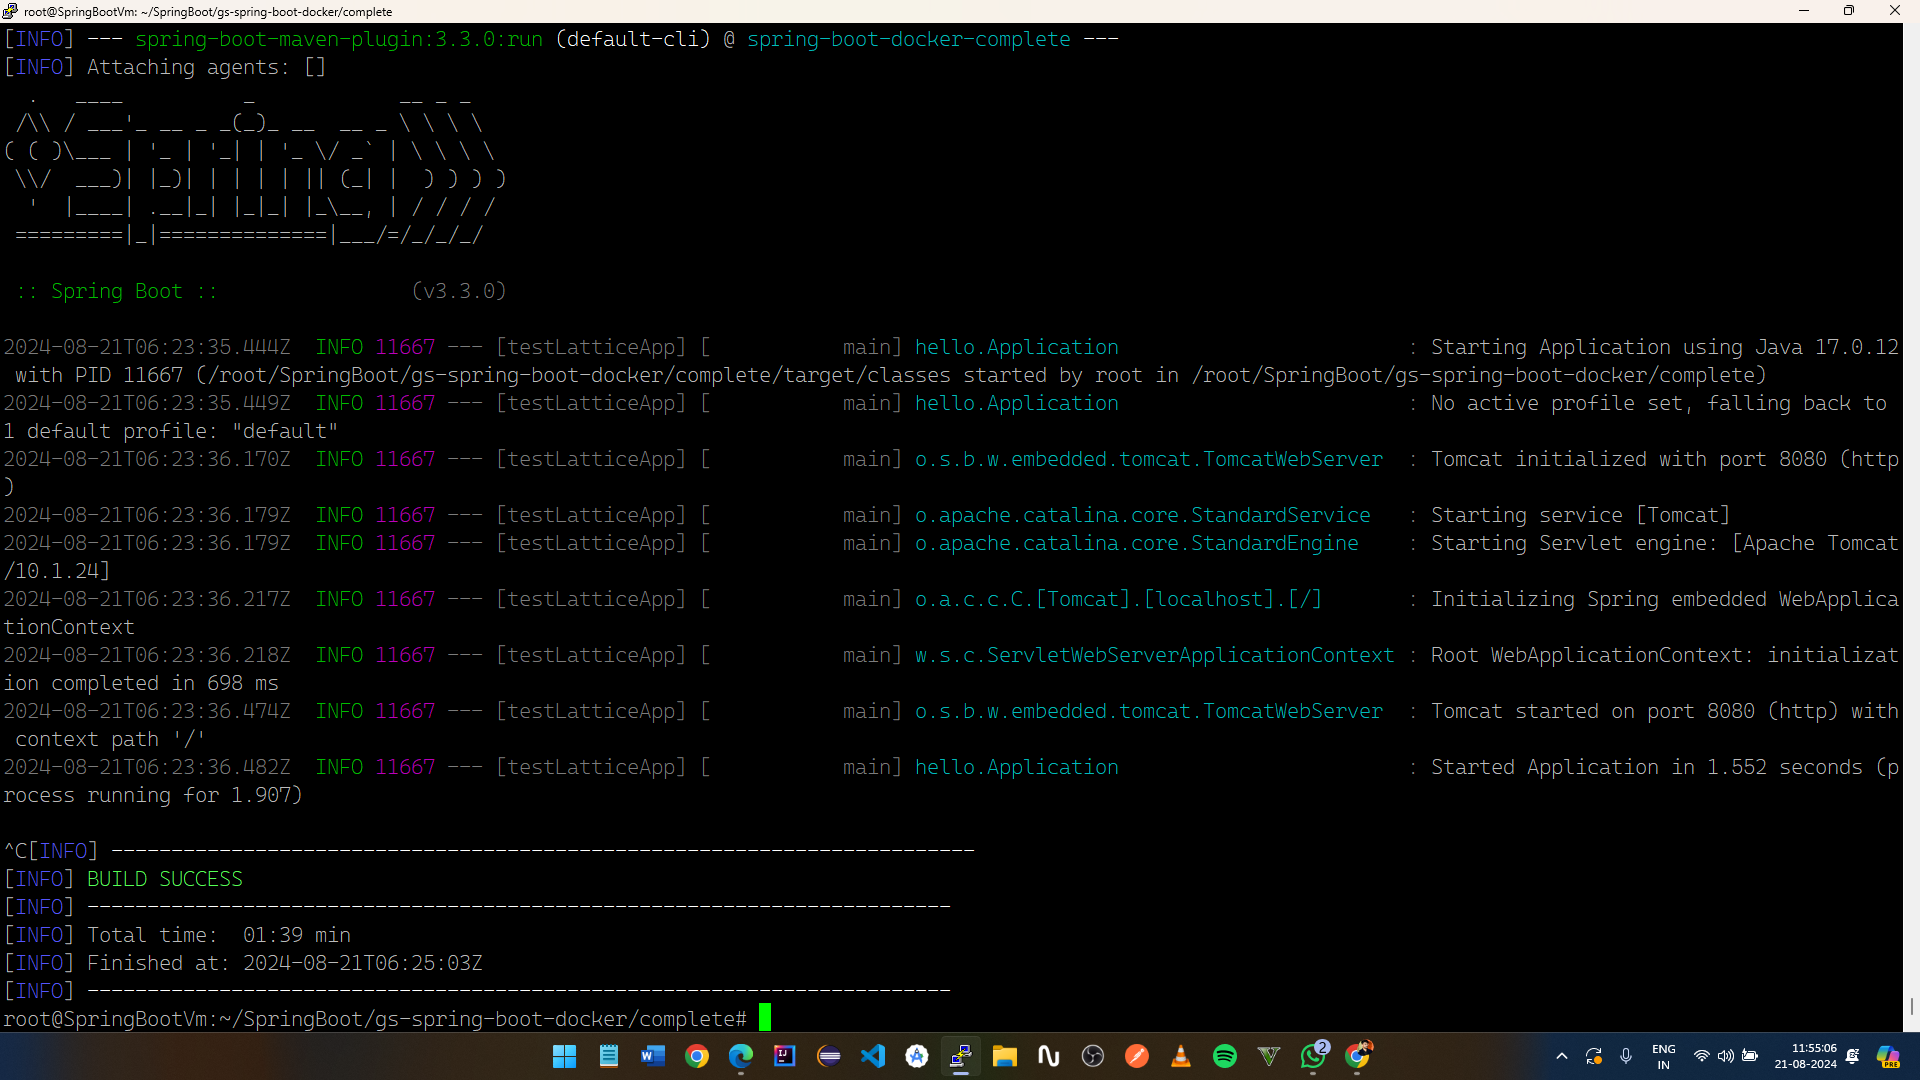 root@SpringBootVm: ~/SpringBoot/gs-spring-boot-docker/complete
[INFO] --- spring-boot-maven-plugin:3.3.0:run (default-cli) @ spring-boot-docker-complete ---
[INFO] Attaching agents: []
  .   ____          _            __ _ _
 /\\ / ___'_ __ _ _(_)_ __  __ _ \ \ \ \
( ( )\___ | '_ | '_| | '_ \/ _` | \ \ \ \
 \\/  ___)| |_)| | | | | || (_| |  ) ) ) )
  '  |____| .__|_| |_|_| |_\__, | / / / /
 =========|_|==============|___/=/_/_/_/
 :: Spring Boot ::                (v3.3.0)
2024-08-21T06:23:35.444Z  INFO 11667 --- [testLatticeApp] [           main] hello.Application                        : Starting Application using Java 17.0.12
 with PID 11667 (/root/SpringBoot/gs-spring-boot-docker/complete/target/classes started by root in /root/SpringBoot/gs-spring-boot-docker/complete)
2024-08-21T06:23:35.449Z  INFO 11667 --- [testLatticeApp] [           main] hello.Application                        : No active profile set, falling back to
1 default profile: "default"
2024-08-21T06:23:36.170Z  INFO 11667 --- [testLatticeApp] [           main] o.s.b.w.embedded.tomcat.TomcatWebServer  : Tomcat initialized with port 8080 (http
)
2024-08-21T06:23:36.179Z  INFO 11667 --- [testLatticeApp] [           main] o.apache.catalina.core.StandardService   : Starting service [Tomcat]
2024-08-21T06:23:36.179Z  INFO 11667 --- [testLatticeApp] [           main] o.apache.catalina.core.StandardEngine    : Starting Servlet engine: [Apache Tomcat
/10.1.24]
2024-08-21T06:23:36.217Z  INFO 11667 --- [testLatticeApp] [           main] o.a.c.c.C.[Tomcat].[localhost].[/]       : Initializing Spring embedded WebApplica
tionContext
2024-08-21T06:23:36.218Z  INFO 11667 --- [testLatticeApp] [           main] w.s.c.ServletWebServerApplicationContext : Root WebApplicationContext: initializat
ion completed in 698 ms
2024-08-21T06:23:36.474Z  INFO 11667 --- [testLatticeApp] [           main] o.s.b.w.embedded.tomcat.TomcatWebServer  : Tomcat started on port 8080 (http) with
 context path '/'
2024-08-21T06:23:36.482Z  INFO 11667 --- [testLatticeApp] [           main] hello.Application                        : Started Application in 1.552 seconds (p
rocess running for 1.907)
^C[INFO] ------------------------------------------------------------------------
[INFO] BUILD SUCCESS
[INFO] ------------------------------------------------------------------------
[INFO] Total time:  01:39 min
[INFO] Finished at: 2024-08-21T06:25:03Z
[INFO] ------------------------------------------------------------------------
root@SpringBootVm:~/SpringBoot/gs-spring-boot-docker/complete#
2
ENG
IN
11:55:06
21-08-2024
PRE